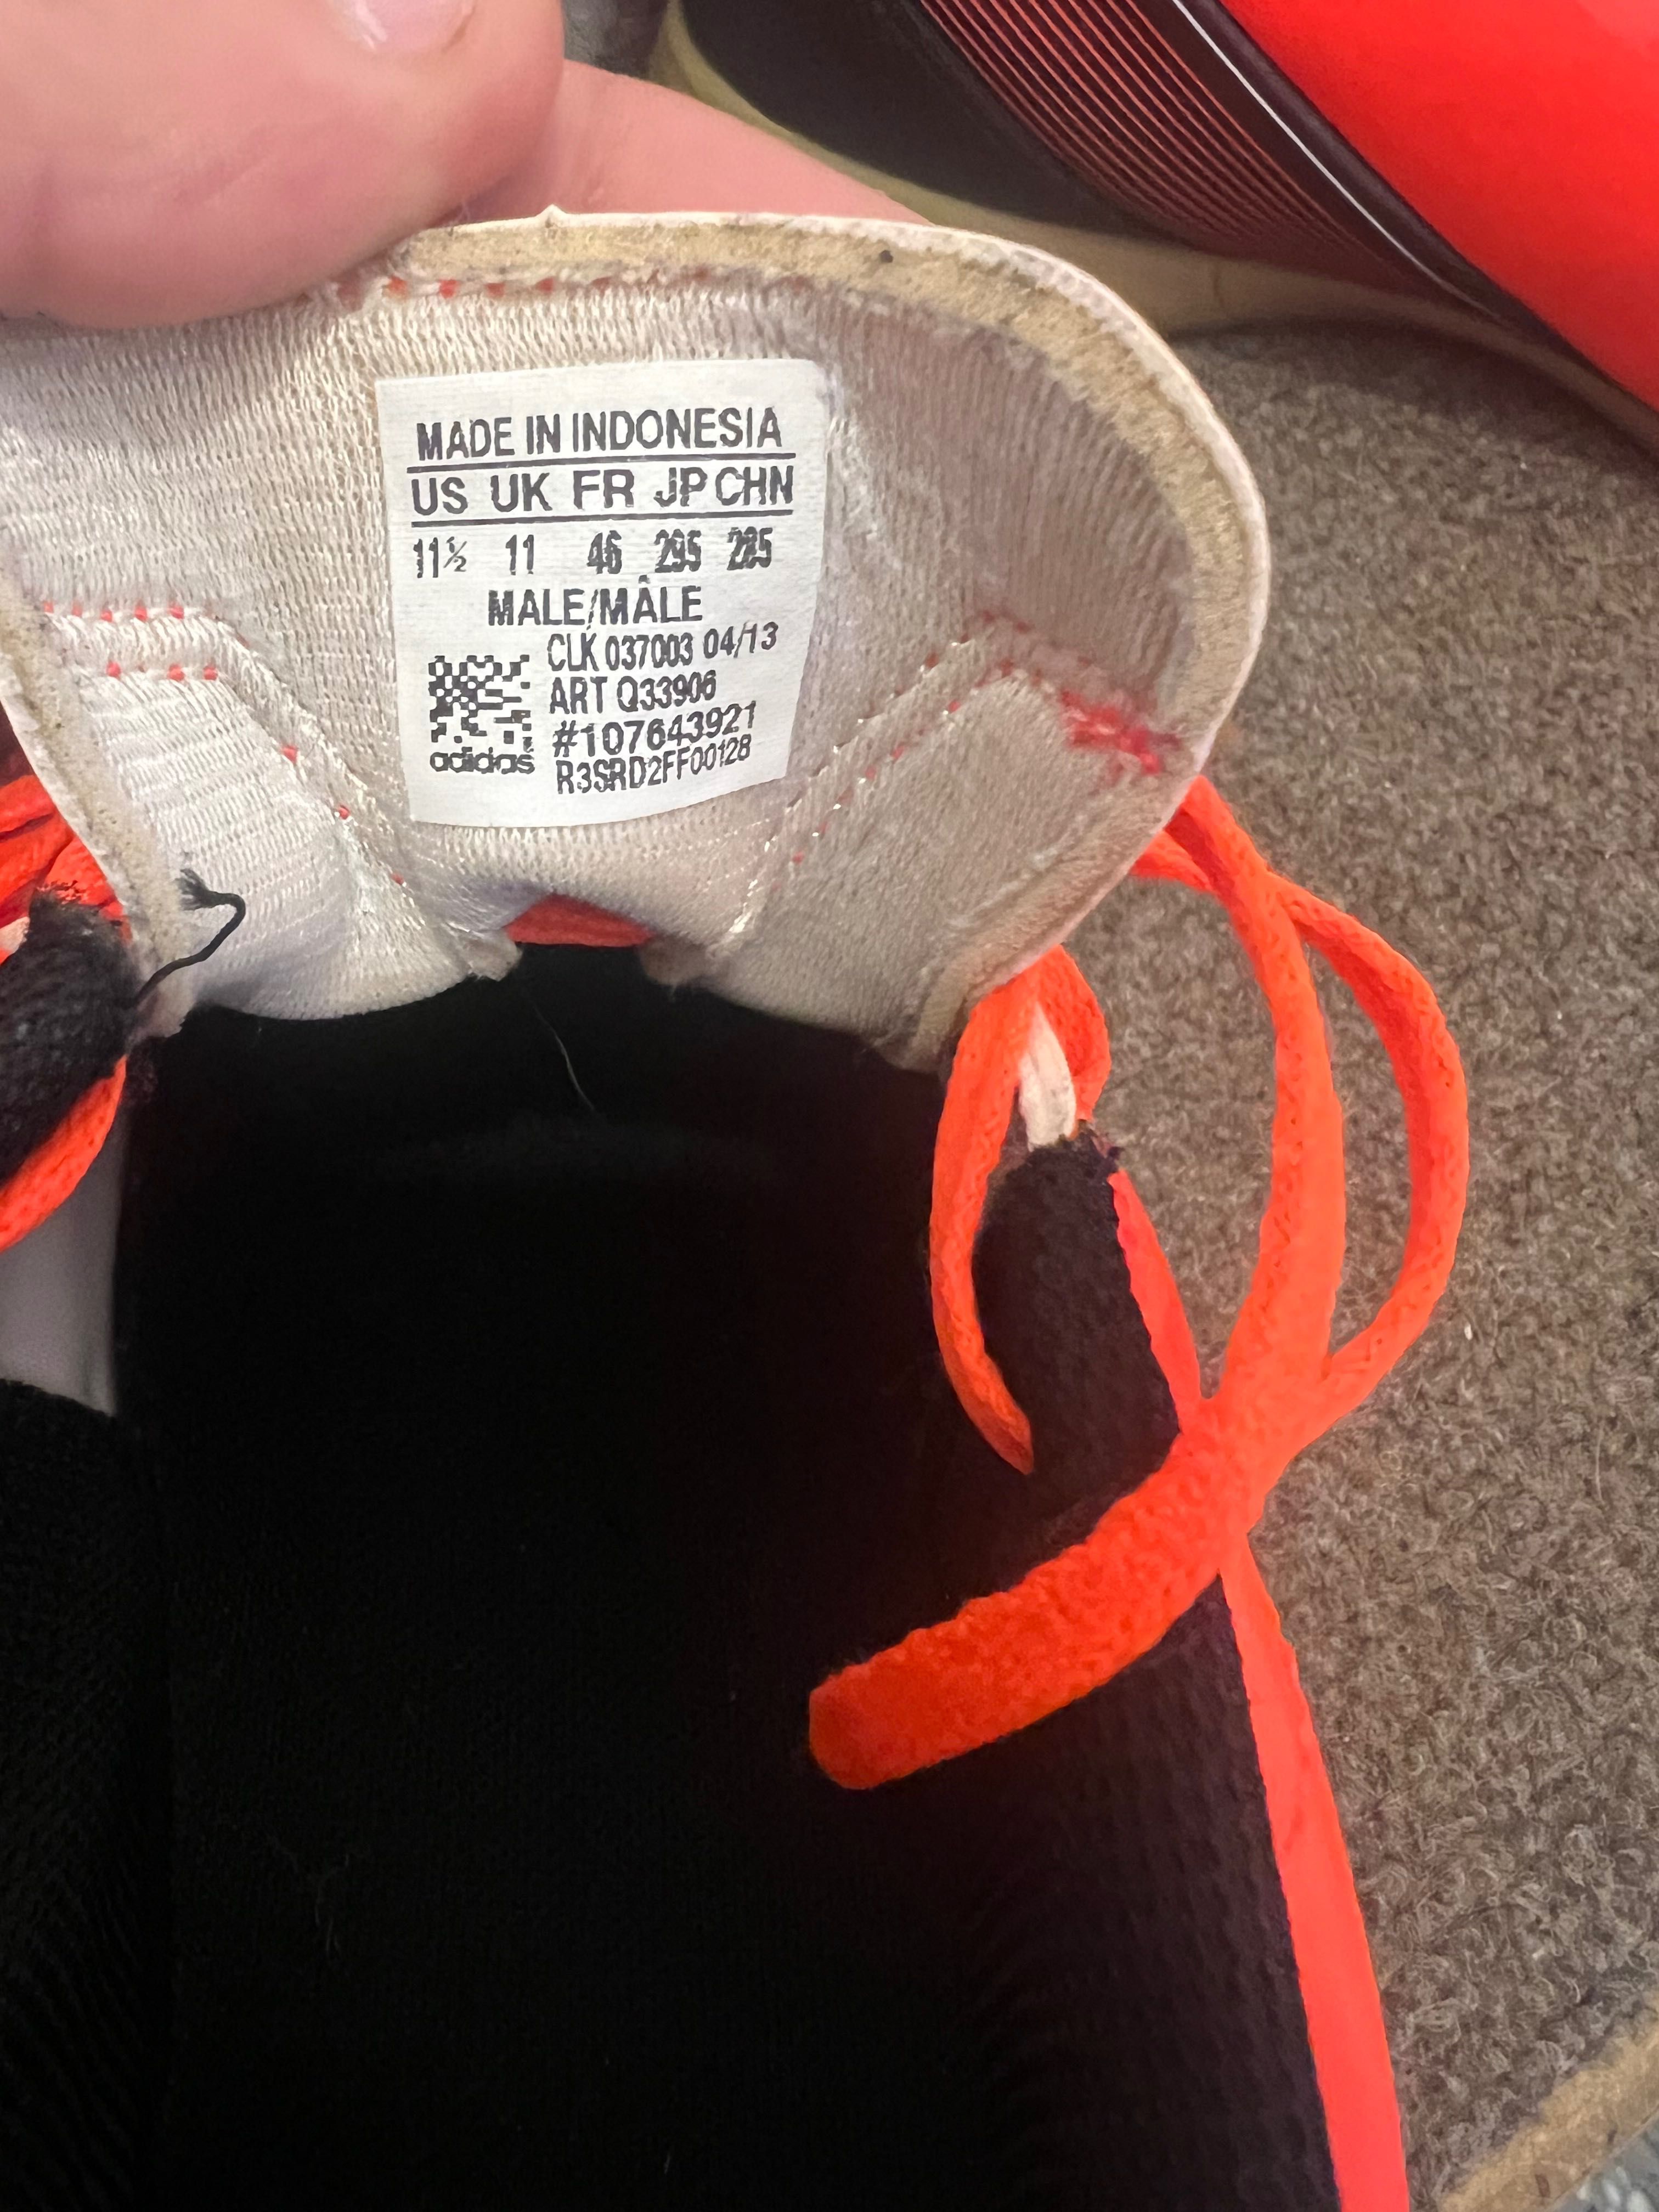 MADE IN INDONESIA
US UK FR JP CHN
11½ 11 46 295 285
MALE/MÂLE
CLK 037003 04/13
ART Q33906
#107643921
adidas R3SRD2FF00128